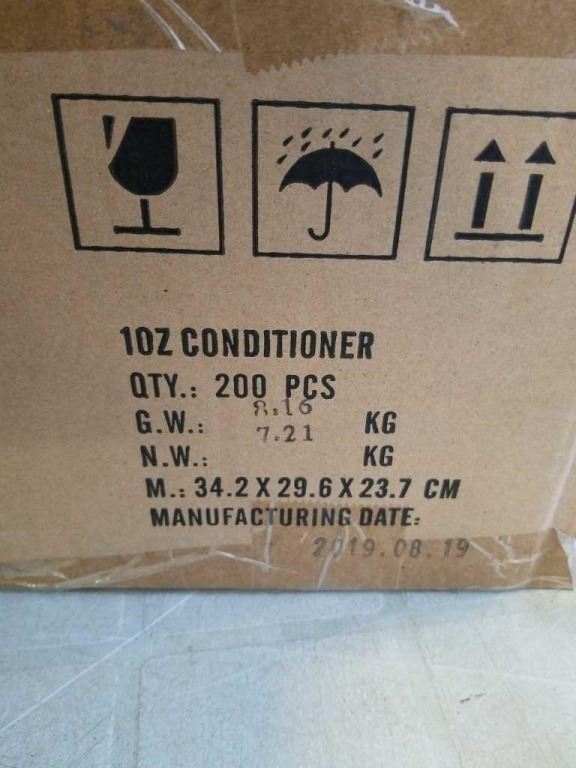 1OZ CONDITIONER
QTY.: 200 PCS
G.W.: 8.16 KG
N.W.: 7.21 KG
M.: 34.2 X 29.6 X 23.7 CM
MANUFACTURING DATE:
2019.08.19